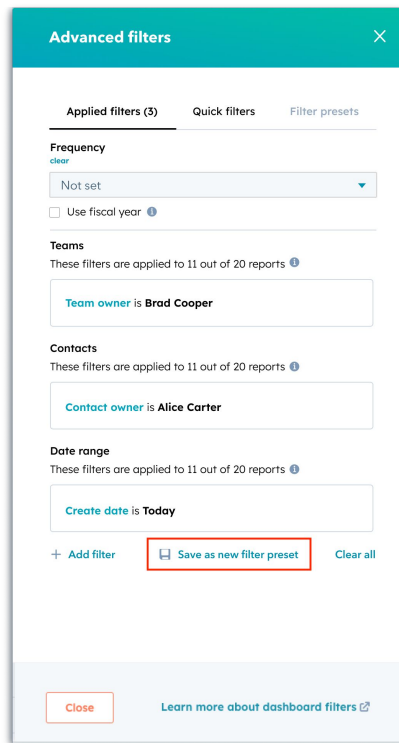 Advanced filters
Applied filters (3) Quick filters Filter presets
Frequency
clear
Not set
Use fiscal year
Teams
These filters are applied to 11 out of 20 reports
Team owner is Brad Cooper
Contacts
These filters are applied to 11 out of 20 reports
Contact owner is Alice Carter
Date range
These filters are applied to 11 out of 20 reports
Create date is Today
+ Add filter Save as new filter preset Clear all
Close Learn more about dashboard filters